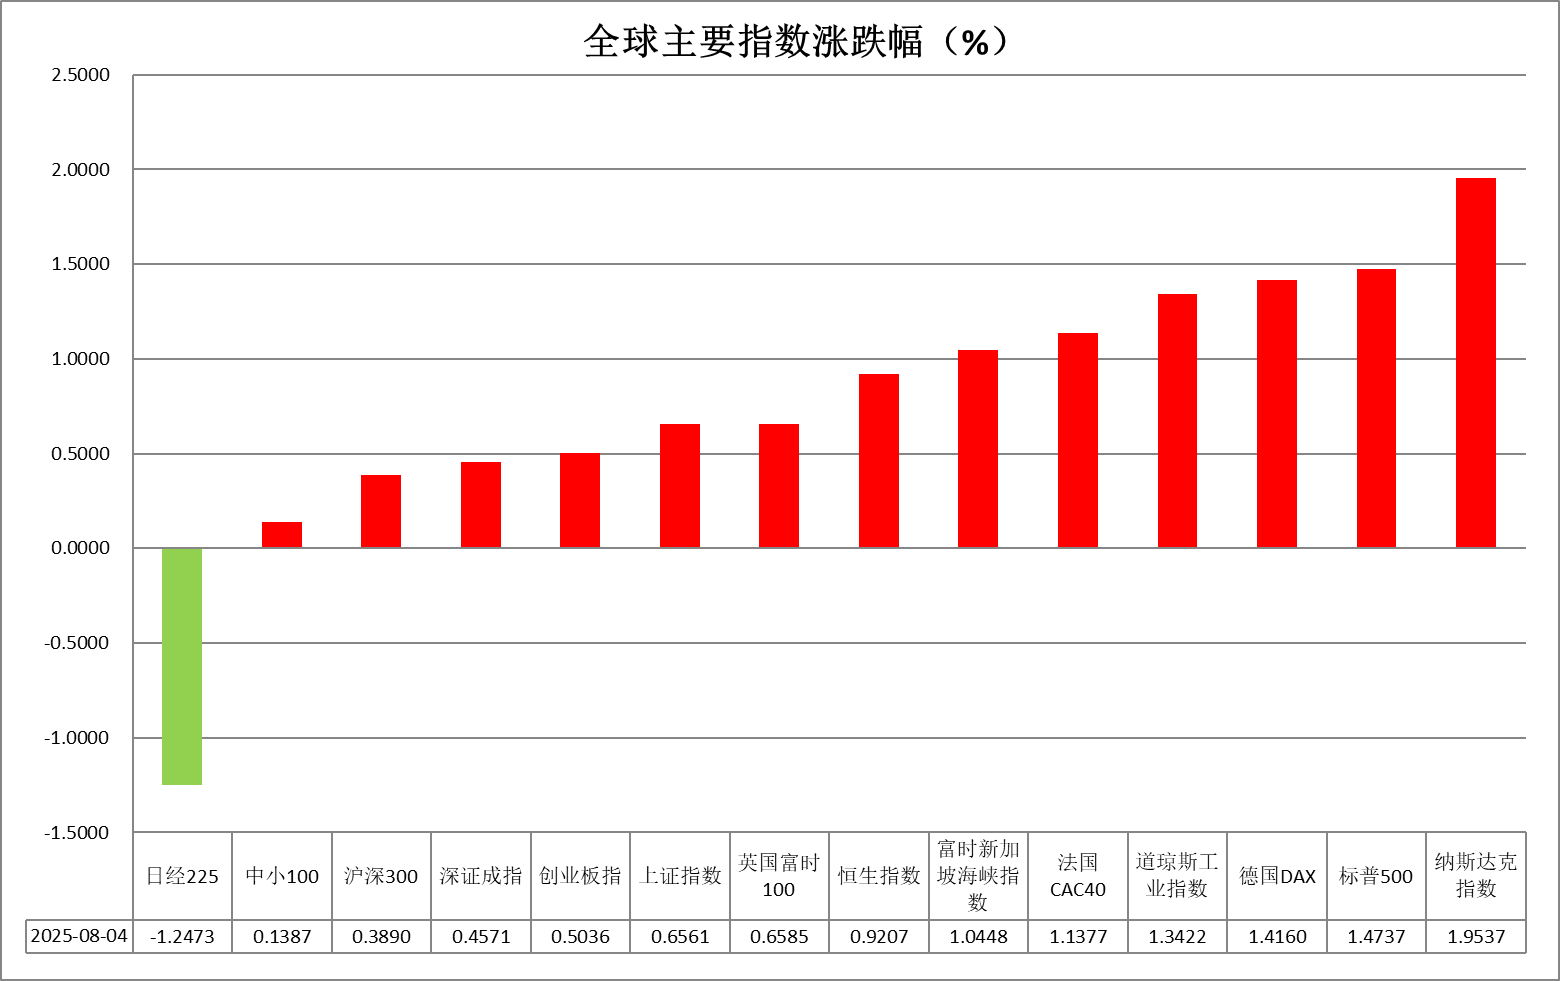 全球主要指数涨跌幅（%）
2.5000
2.0000
1.5000
1.0000
0.5000
0.0000
-0.5000
-1.0000
-1.5000
日经225
中小100
沪深300
深证成指
创业板指
上证指数
英国富时
100
恒生指数
富时新加
坡海峡指
数
法国
CAC40
道琼斯工
业指数
德国DAX
标普500
纳斯达克
指数
2025-08-04 -1.2473 0.1387 0.3890 0.4571 0.5036 0.6561 0.6585 0.9207 1.0448 1.1377 1.3422 1.4160 1.4737 1.9537